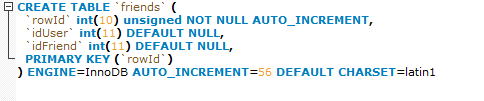 CREATE TABLE `friends` (
`rowId` int(10) unsigned NOT NULL AUTO_INCREMENT,
`idUser` int(11) DEFAULT NULL,
`idFriend` int(11) DEFAULT NULL,
PRIMARY KEY (`rowId`)
) ENGINE=InnoDB AUTO_INCREMENT=56 DEFAULT CHARSET=latin1